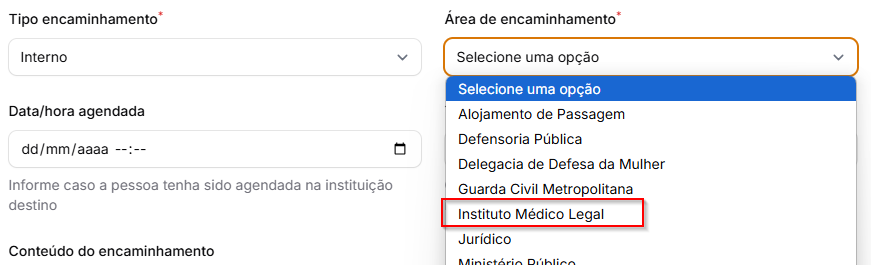 Tipo encaminhamento*
Interno
Data/hora agendada
dd/mm/aaaa --:--
Informe caso a pessoa tenha sido agendada na instituição
destino
Conteúdo do encaminhamento
Área de encaminhamento*
Selecione uma opção
Selecione uma opção
Alojamento de Passagem
Defensoria Pública
Delegacia de Defesa da Mulher
Guarda Civil Metropolitana
Instituto Médico Legal
Jurídico
Ministério Público